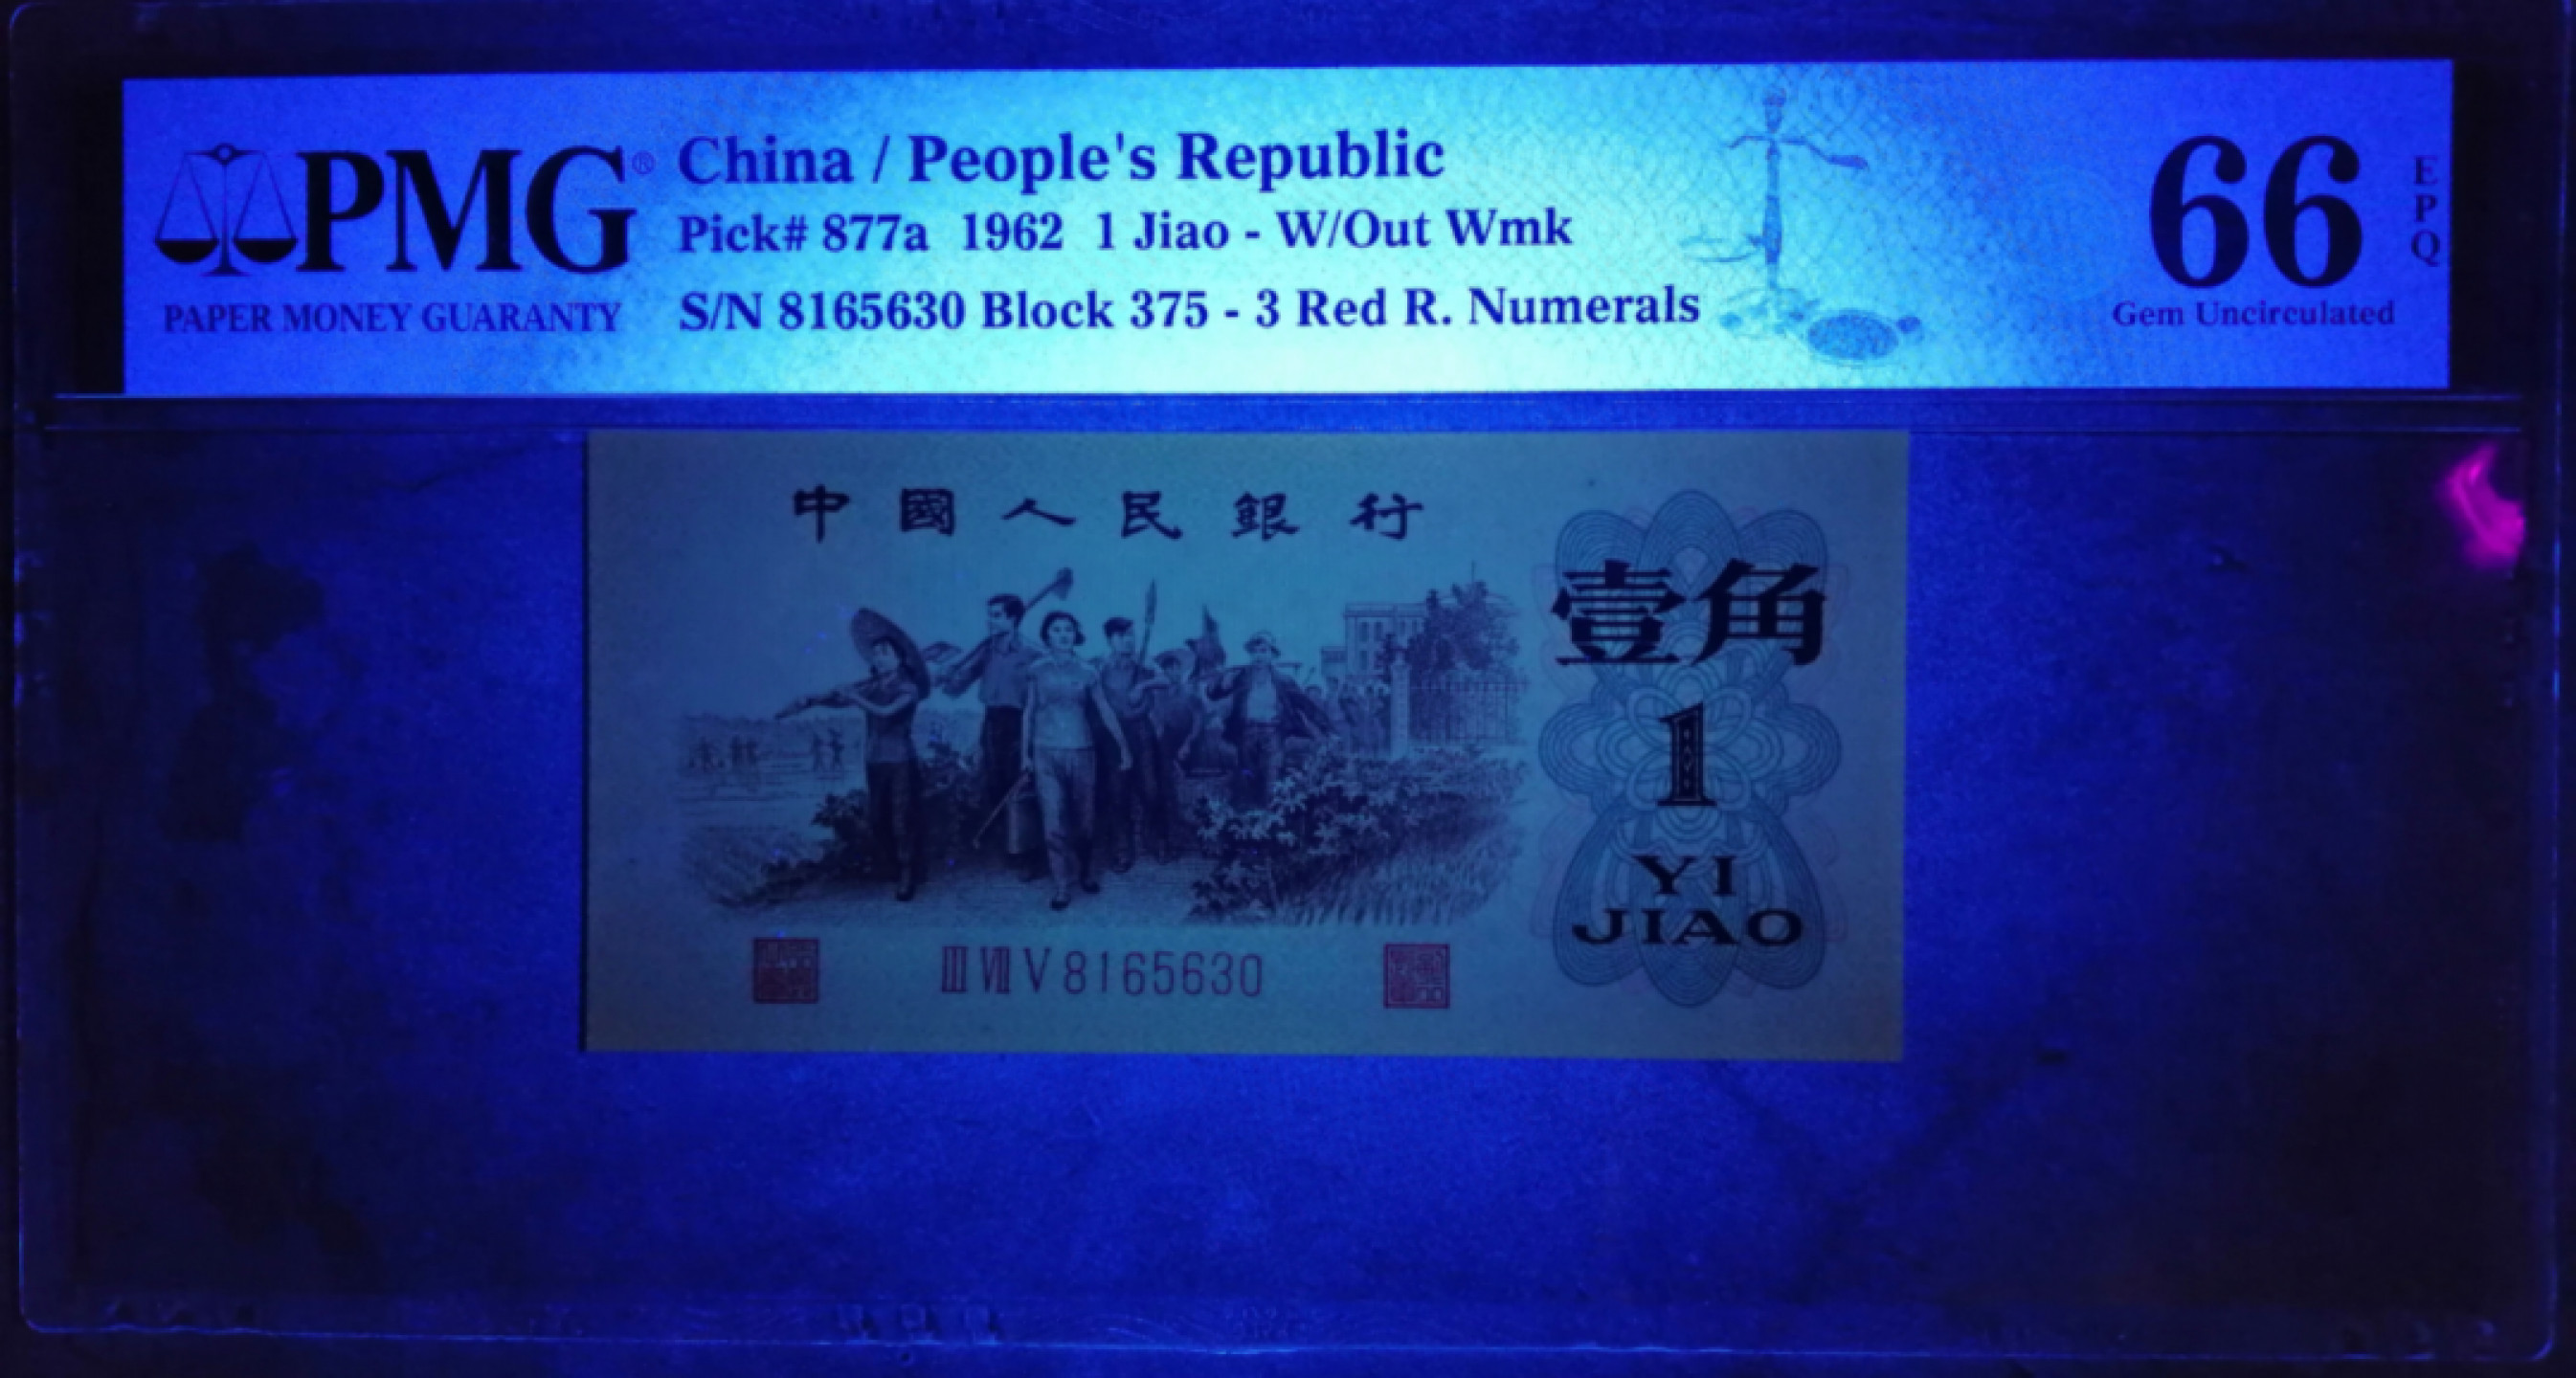 PMG®
PAPER MONEY GUARANTY
China / People's Republic
Pick# 877a 1962 1 Jiao - W/Out Wmk
S/N 8165630 Block 375 - 3 Red R. Numerals
66
EPQ
Gem Uncirculated
中國人民銀行
壹角
1
YI
JIAO
III VII V 8165630